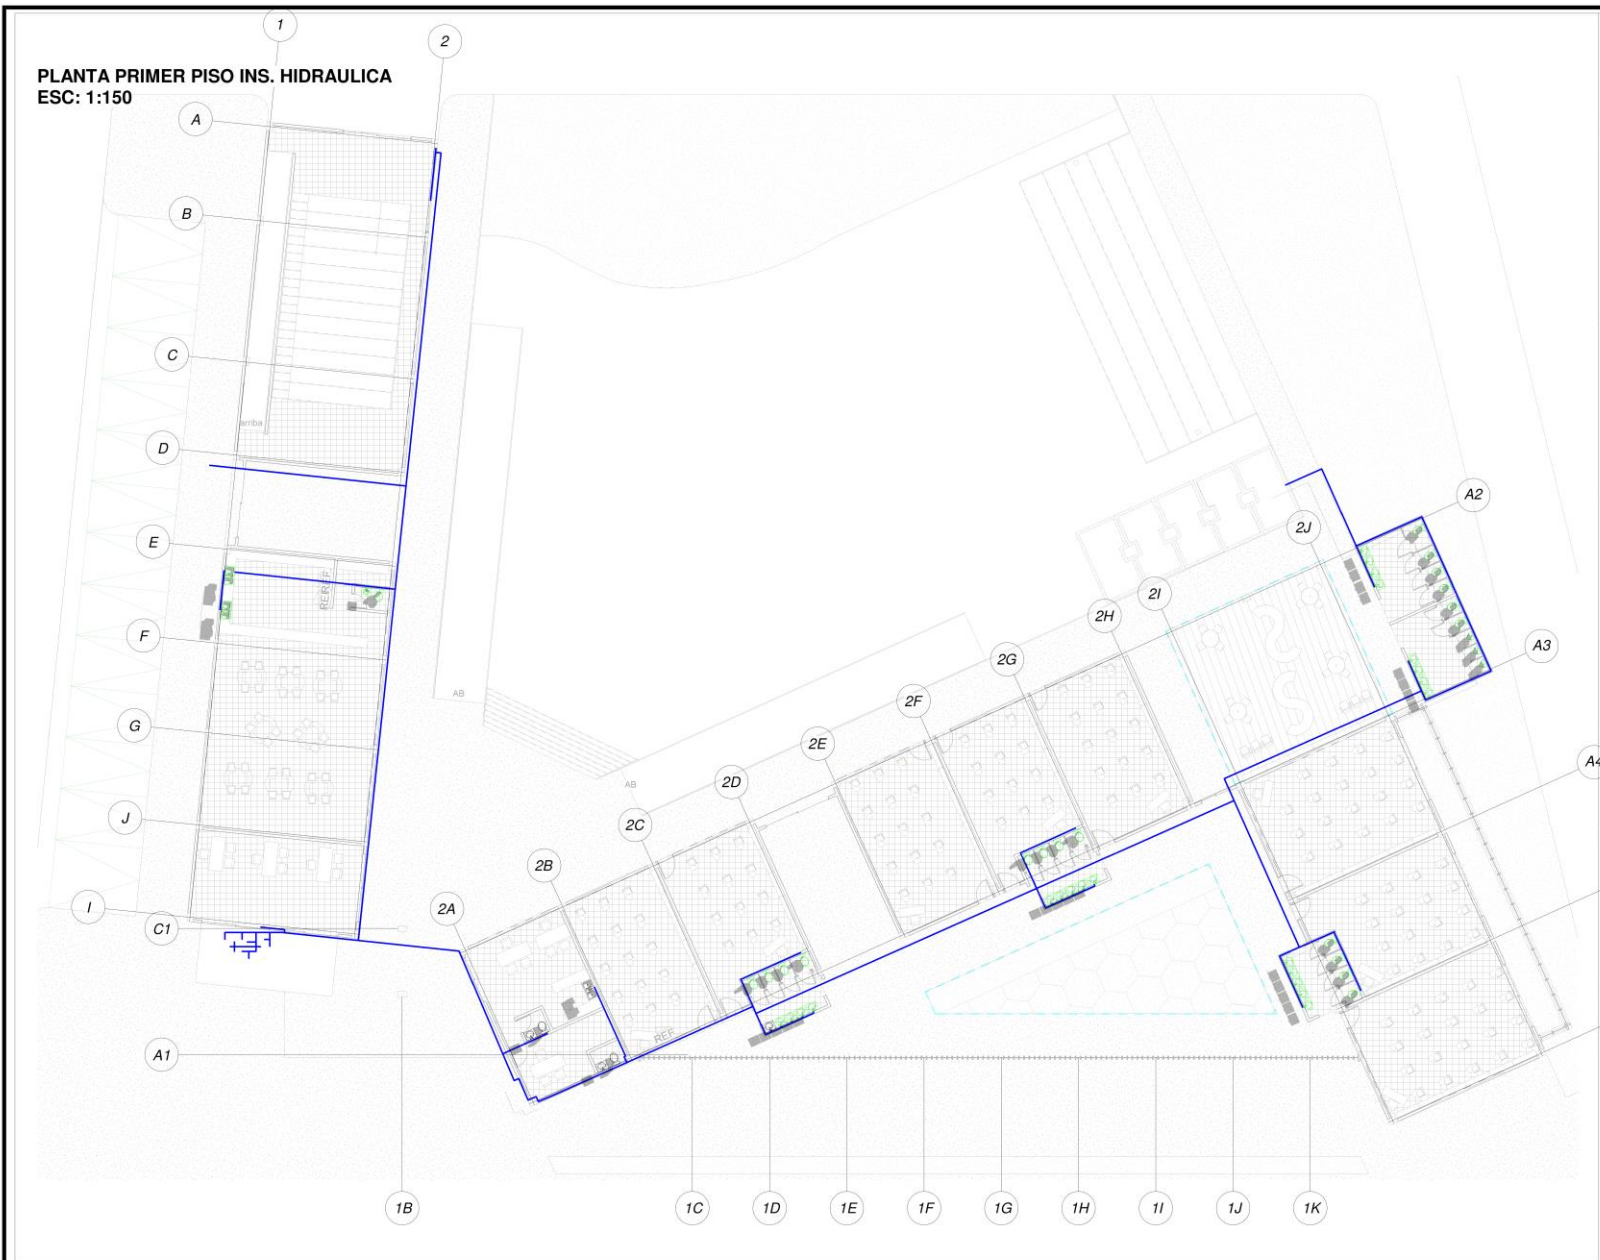 1
2
PLANTA PRIMER PISO INS. HIDRAULICA
ESC: 1:150
A
B
C
arriba
D
A2
2J
E
REF
REF
2I
2H
F
A3
2G
AB
2F
G
2E
A4
2D
AB
J
2C
2B
I
2A
C1
REF
A1
1B
1C
1D
1E
1F
1G
1H
1I
1J
1K